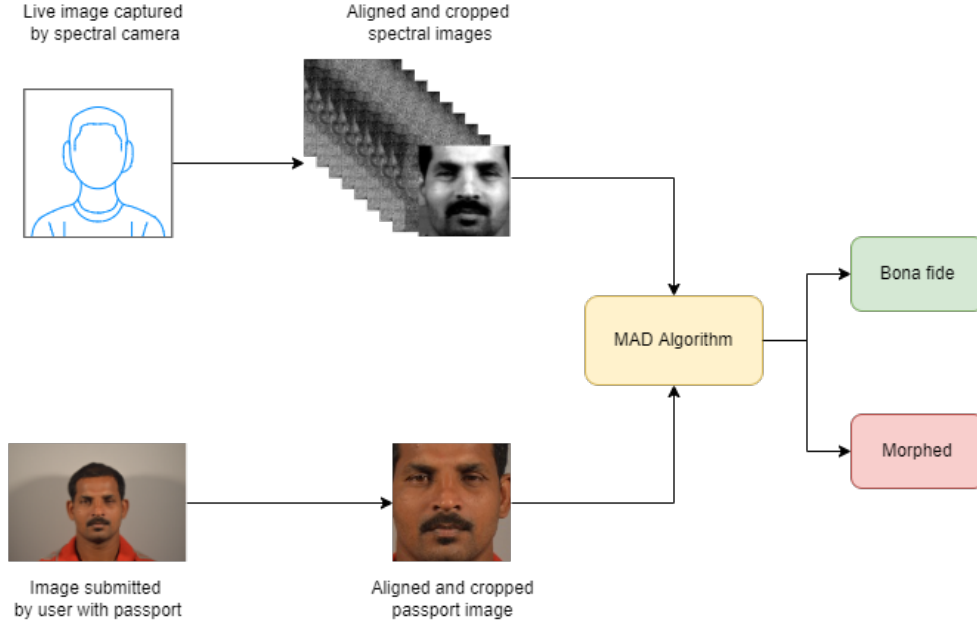 Live image captured
by spectral camera
Aligned and cropped
spectral images
Bona fide
MAD Algorithm
Morphed
Image submitted
by user with passport
Aligned and cropped
passport image